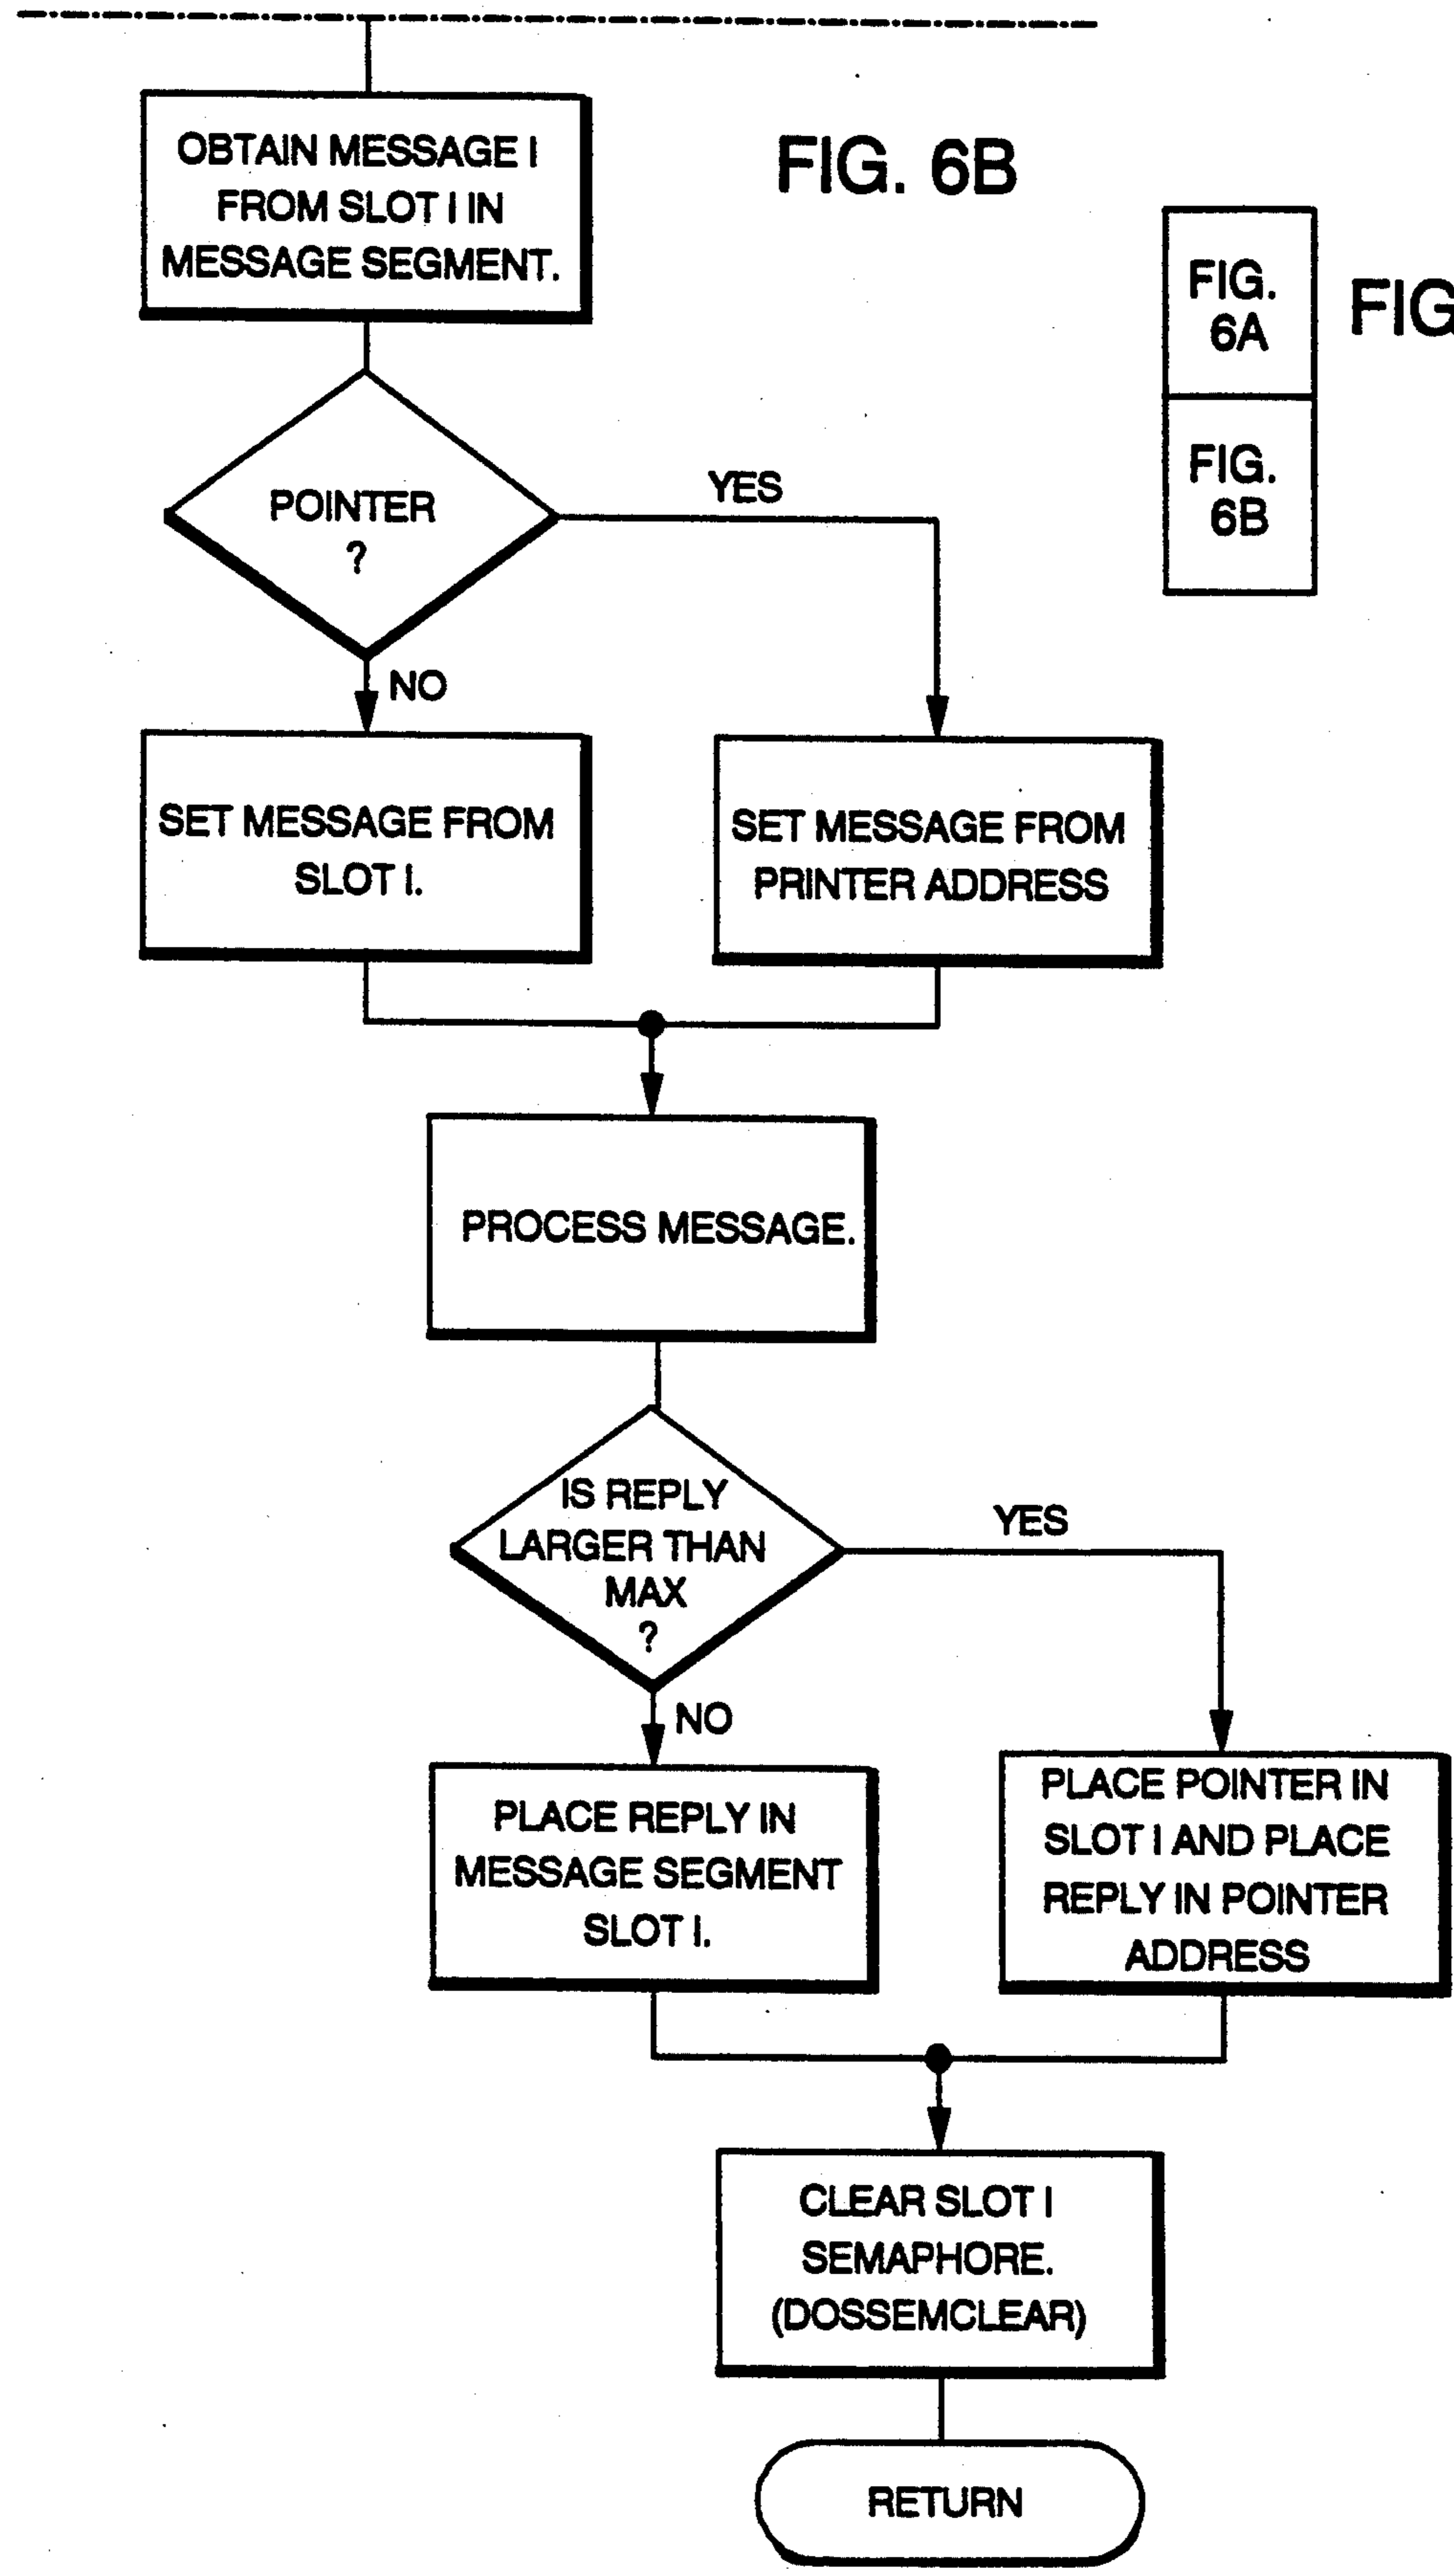 OBTAIN MESSAGE I
FROM SLOT I IN
MESSAGE SEGMENT.
FIG. 6B
FIG.
6A
FIG
FIG.
6B
POINTER
?
YES
NO
SET MESSAGE FROM
SLOT I.
SET MESSAGE FROM
PRINTER ADDRESS
PROCESS MESSAGE.
IS REPLY
LARGER THAN
MAX
?
YES
NO
PLACE REPLY IN
MESSAGE SEGMENT
SLOT I.
PLACE POINTER IN
SLOT I AND PLACE
REPLY IN POINTER
ADDRESS
CLEAR SLOT I
SEMAPHORE.
(DOSSEMCLEAR)
RETURN